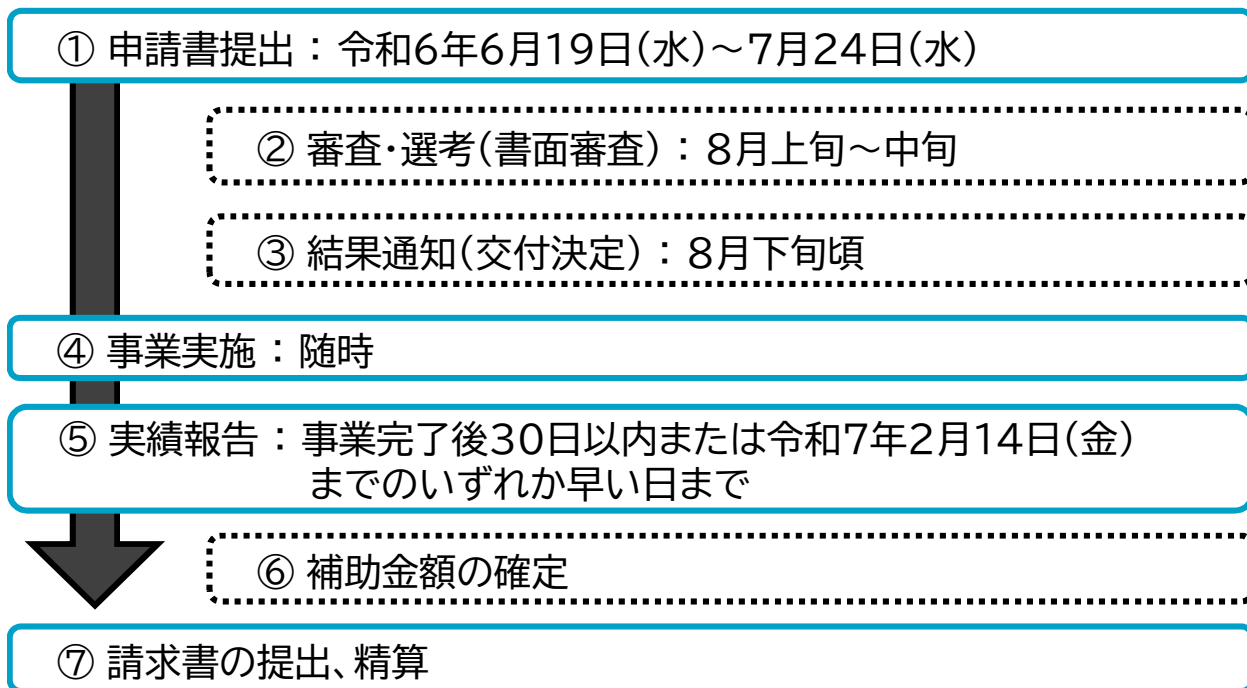 ① 申請書提出：令和6年6月19日(水)～7月24日(水)
② 審査・選考(書面審査)：8月上旬～中旬
③ 結果通知(交付決定)：8月下旬頃
④ 事業実施：随時
⑤ 実績報告：事業完了後30日以内または令和7年2月14日(金)
までのいずれか早い日まで
⑥ 補助金額の確定
⑦ 請求書の提出、精算